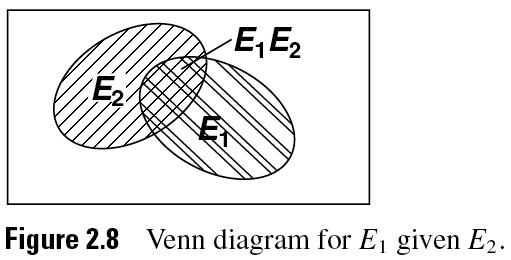 E₁E₂
E₂
E₁
Figure 2.8 Venn diagram for E₁ given E₂.